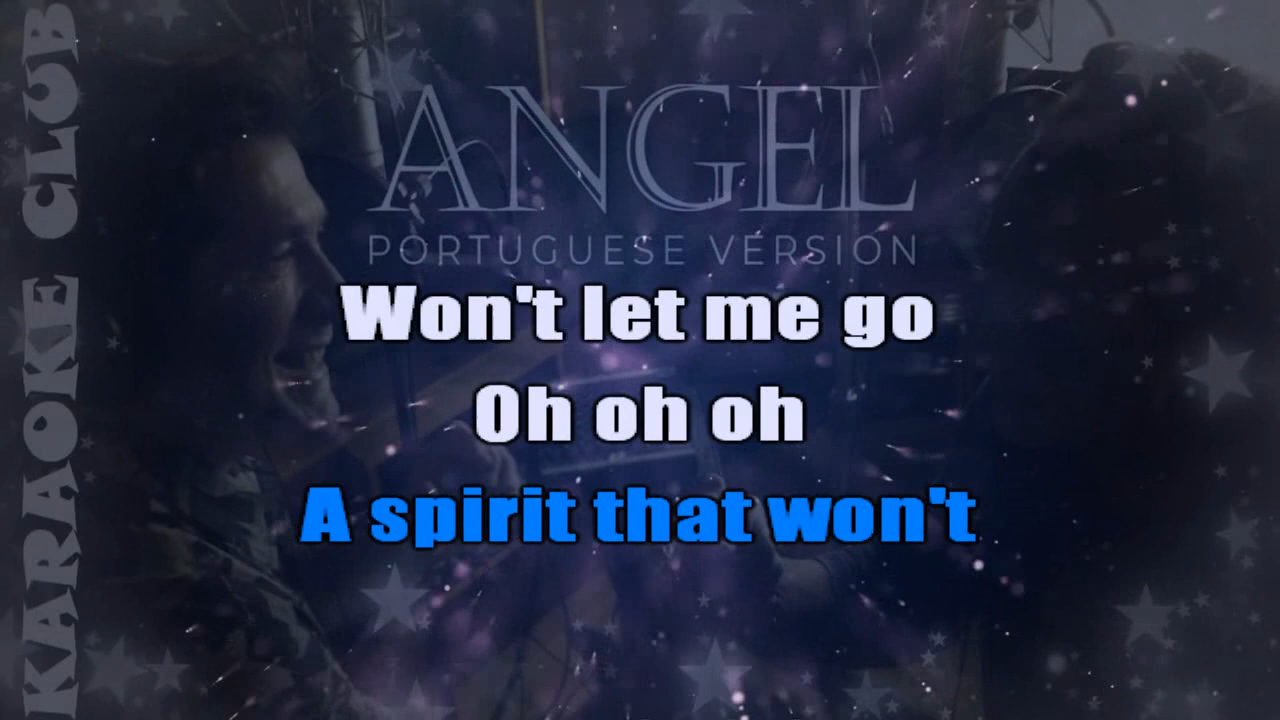 KARAOKE CLUB
ANGEL
PORTUGUESE VERSION
Won't let me go
Oh oh oh
A spirit that won't